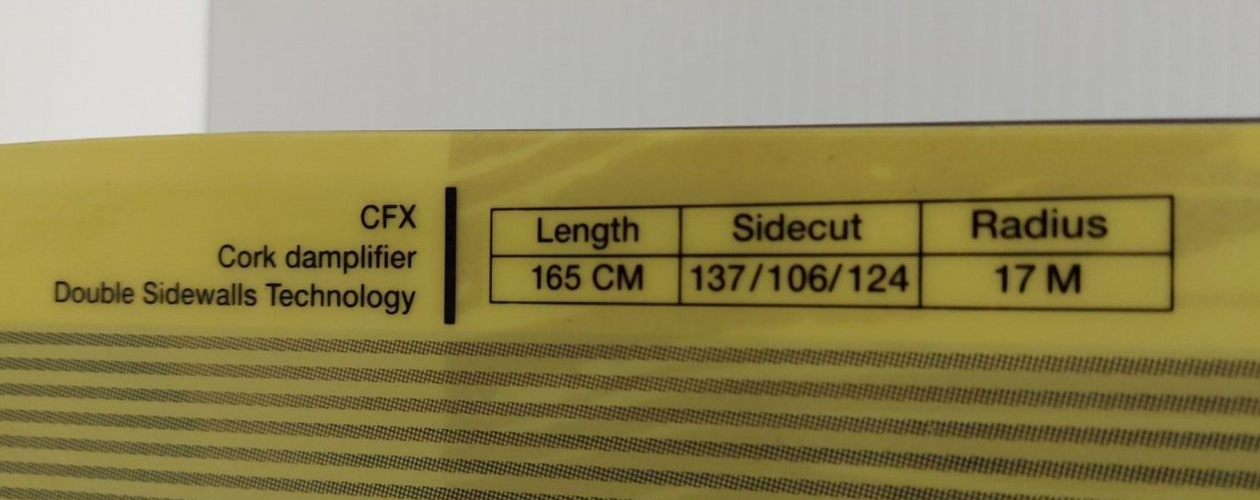 CFX
Cork damplifier
Double Sidewalls Technology
Length Sidecut Radius
165 CM 137/106/124 17 M